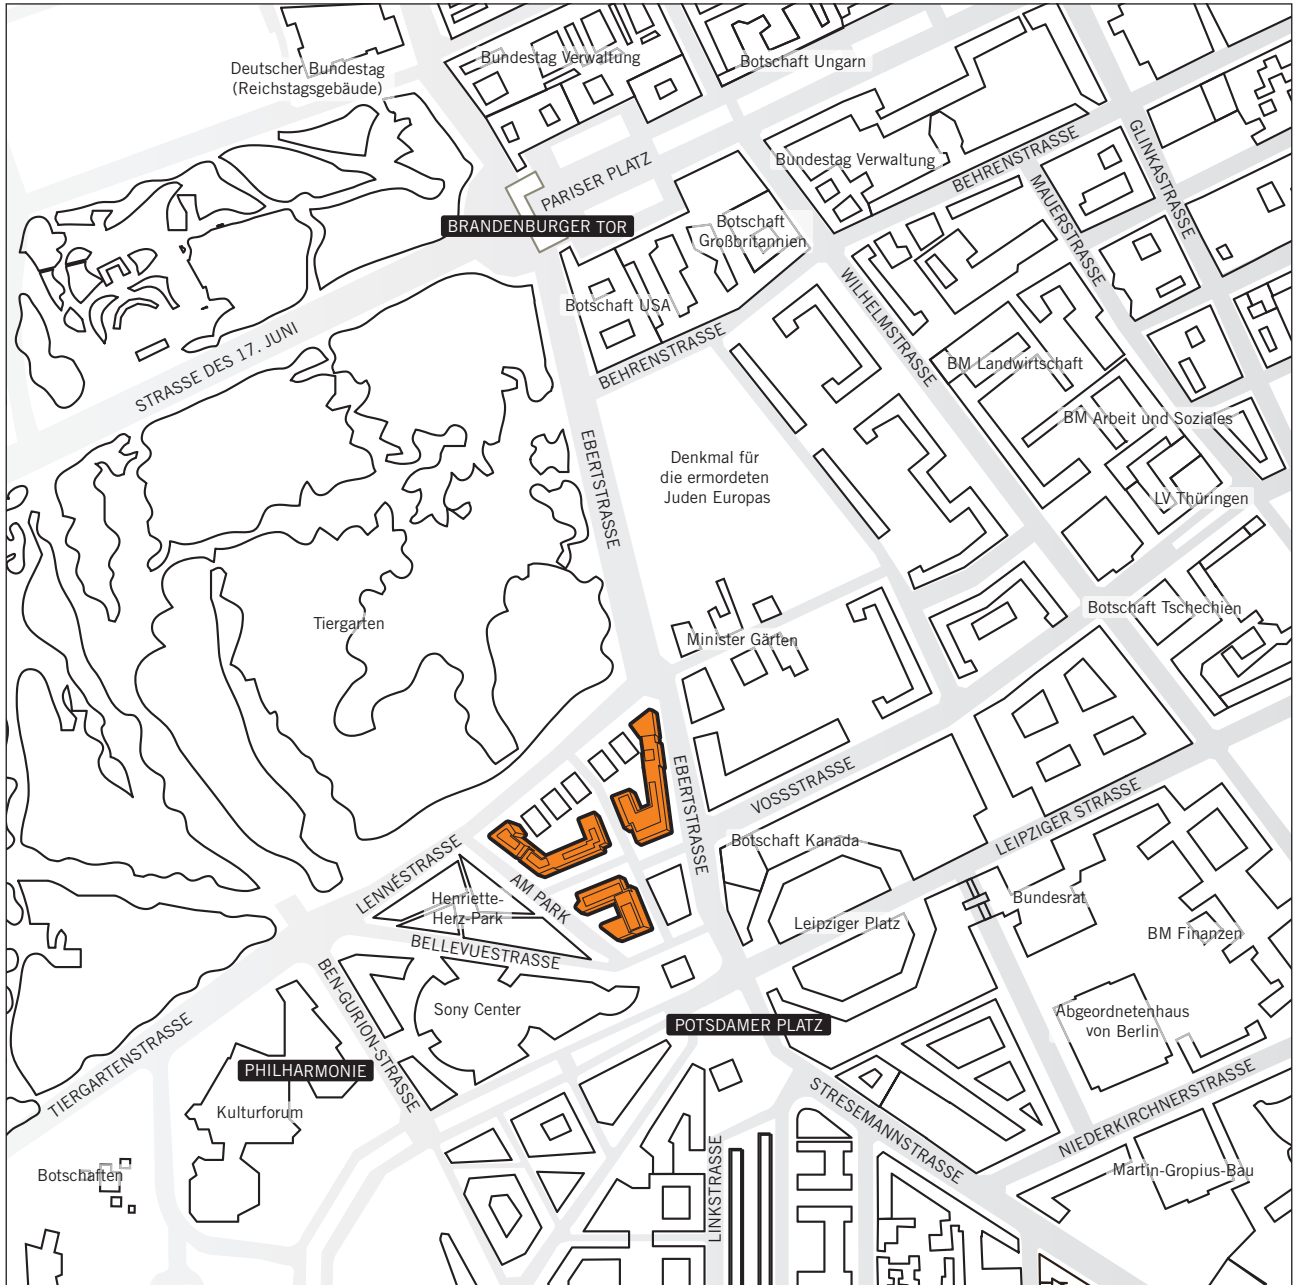 Deutscher Bundestag
(Reichstagsgebäude)
Bundestag Verwaltung
Botschaft Ungarn
PARISER PLATZ
Bundestag Verwaltung
BEHRENSTRASSE
GLINKASTRASSE
MAUERSTRASSE
BRANDENBURGER TOR
Botschaft
Großbritannien
Botschaft USA
WILHELMSTRASSE
STRASSE DES 17. JUNI
BEHRENSTRASSE
BM Landwirtschaft
BM Arbeit und Soziales
EBERTSTRASSE
Denkmal für
die ermordeten
Juden Europas
LV Thüringen
Tiergarten
Botschaft Tschechien
Minister Gärten
EBERTSTRASSE
VOSSSTRASSE
LEIPZIGER STRASSE
LENNÉSTRASSE
Botschaft Kanada
AM PARK
Henriette-
Herz-Park
Bundesrat
Leipziger Platz
BM Finanzen
BELLEVUESTRASSE
BEN-GURION-STRASSE
Sony Center
POTSDAMER PLATZ
Abgeordnetenhaus
von Berlin
TIERGARTENSTRASSE
PHILHARMONIE
Kulturforum
STRESEMANNSTRASSE
NIEDERKIRCHNERSTRASSE
Botschaften
LINKSTRASSE
Martin-Gropius-Bau